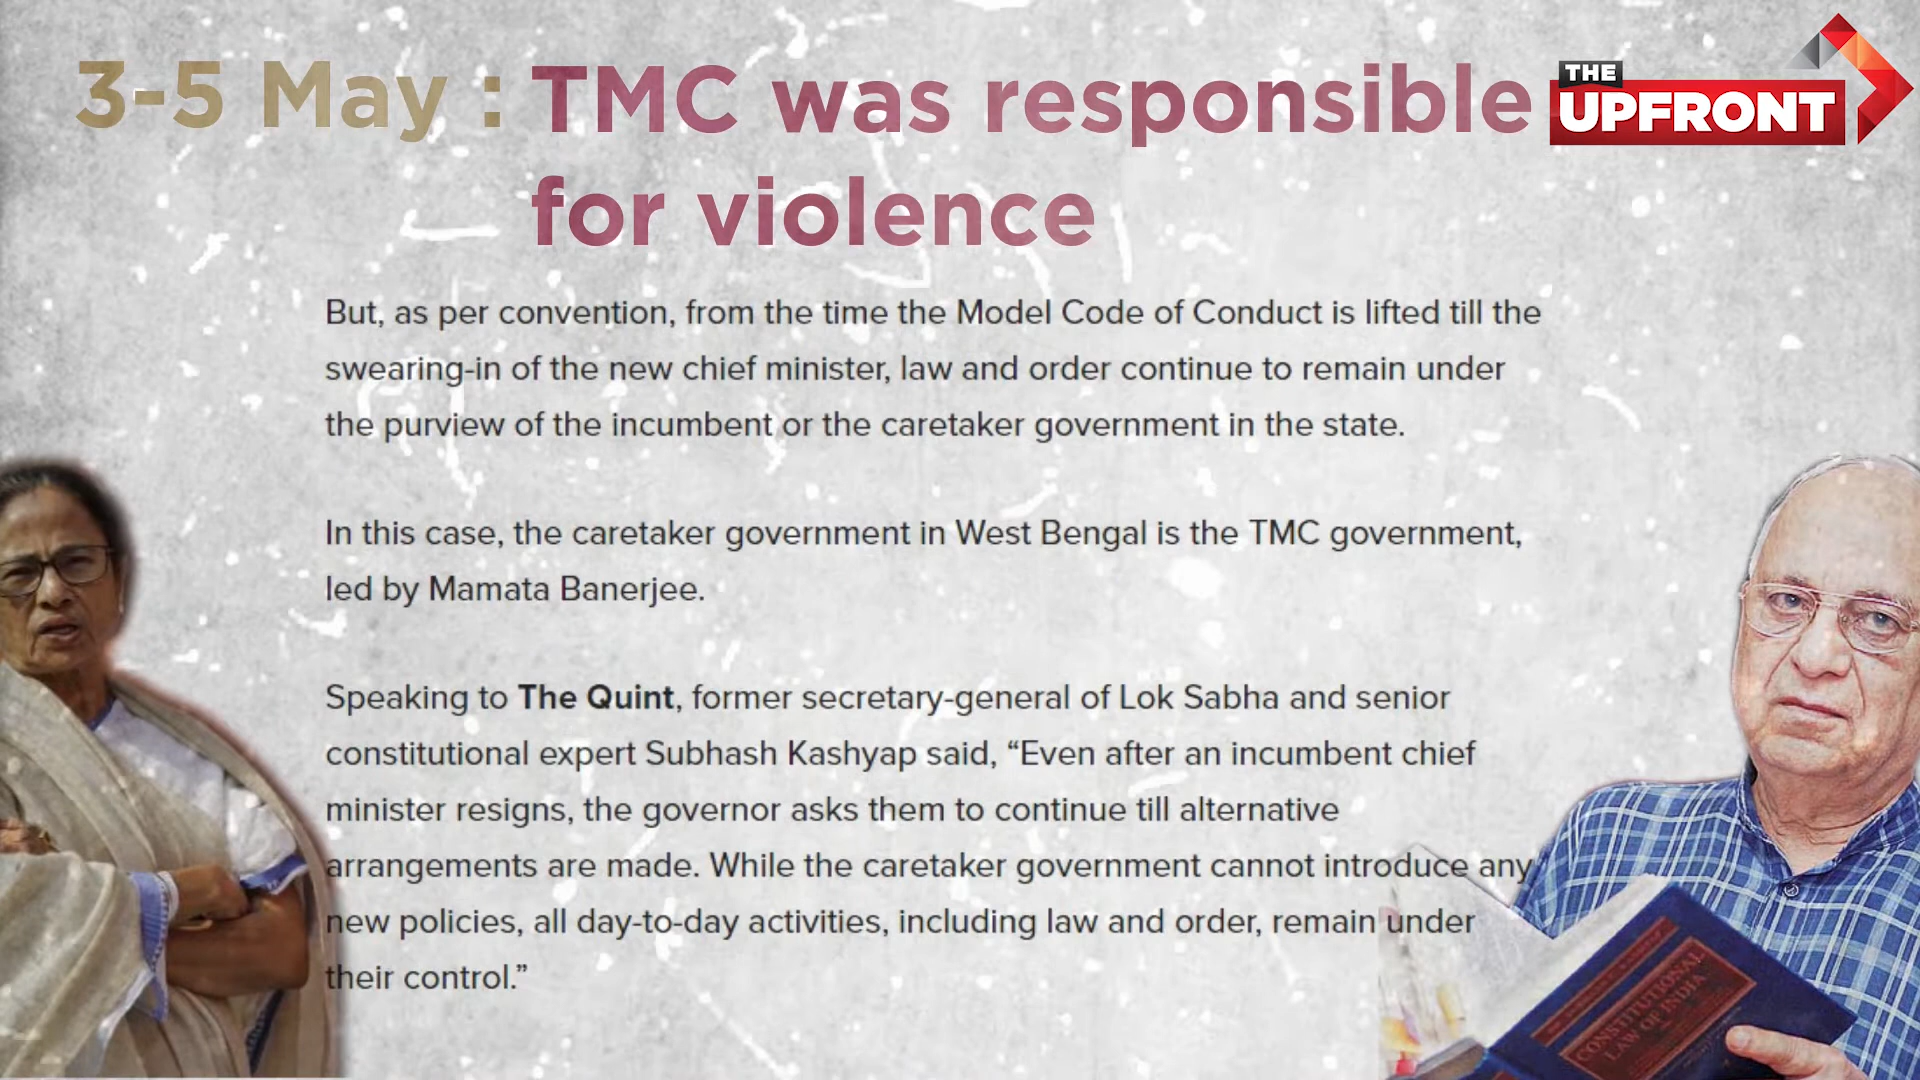 3-5 May : TMC was responsible
for violence
THE
UPFRONT
But, as per convention, from the time the Model Code of Conduct is lifted till the
swearing-in of the new chief minister, law and order continue to remain under
the purview of the incumbent or the caretaker government in the state.
In this case, the caretaker government in West Bengal is the TMC government,
led by Mamata Banerjee.
Speaking to The Quint, former secretary-general of Lok Sabha and senior
constitutional expert Subhash Kashyap said, “Even after an incumbent chief
minister resigns, the governor asks them to continue till alternative
arrangements are made. While the caretaker government cannot introduce any
new policies, all day-to-day activities, including law and order, remain under
their control.”
CONSTITUTIONAL
LAW OF INDIA